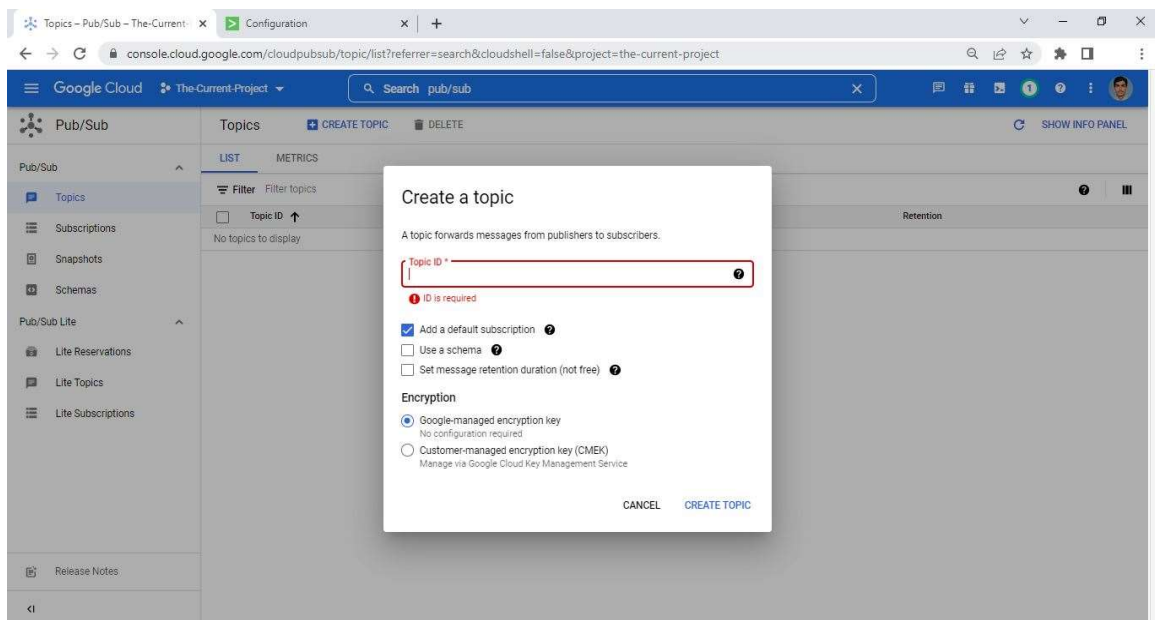 Topics – Pub/Sub – The-Current-
Configuration
console.cloud.google.com/cloudpubsub/topic/list?referrer=search&cloudshell=false&project=the-current-project
Google Cloud The-Current-Project Search pub/sub 1
Pub/Sub Topics CREATE TOPIC DELETE SHOW INFO PANEL
Pub/Sub LIST METRICS
Topics Filter Filter topics
Topic ID Retention
Subscriptions
No topics to display
Snapshots
Schemas
Pub/Sub Lite
Lite Reservations
Lite Topics
Lite Subscriptions
Release Notes
Create a topic
A topic forwards messages from publishers to subscribers.
Topic ID *
ID is required
Add a default subscription
Use a schema
Set message retention duration (not free)
Encryption
Google-managed encryption key
No configuration required
Customer-managed encryption key (CMEK)
Manage via Google Cloud Key Management Service
CANCEL CREATE TOPIC